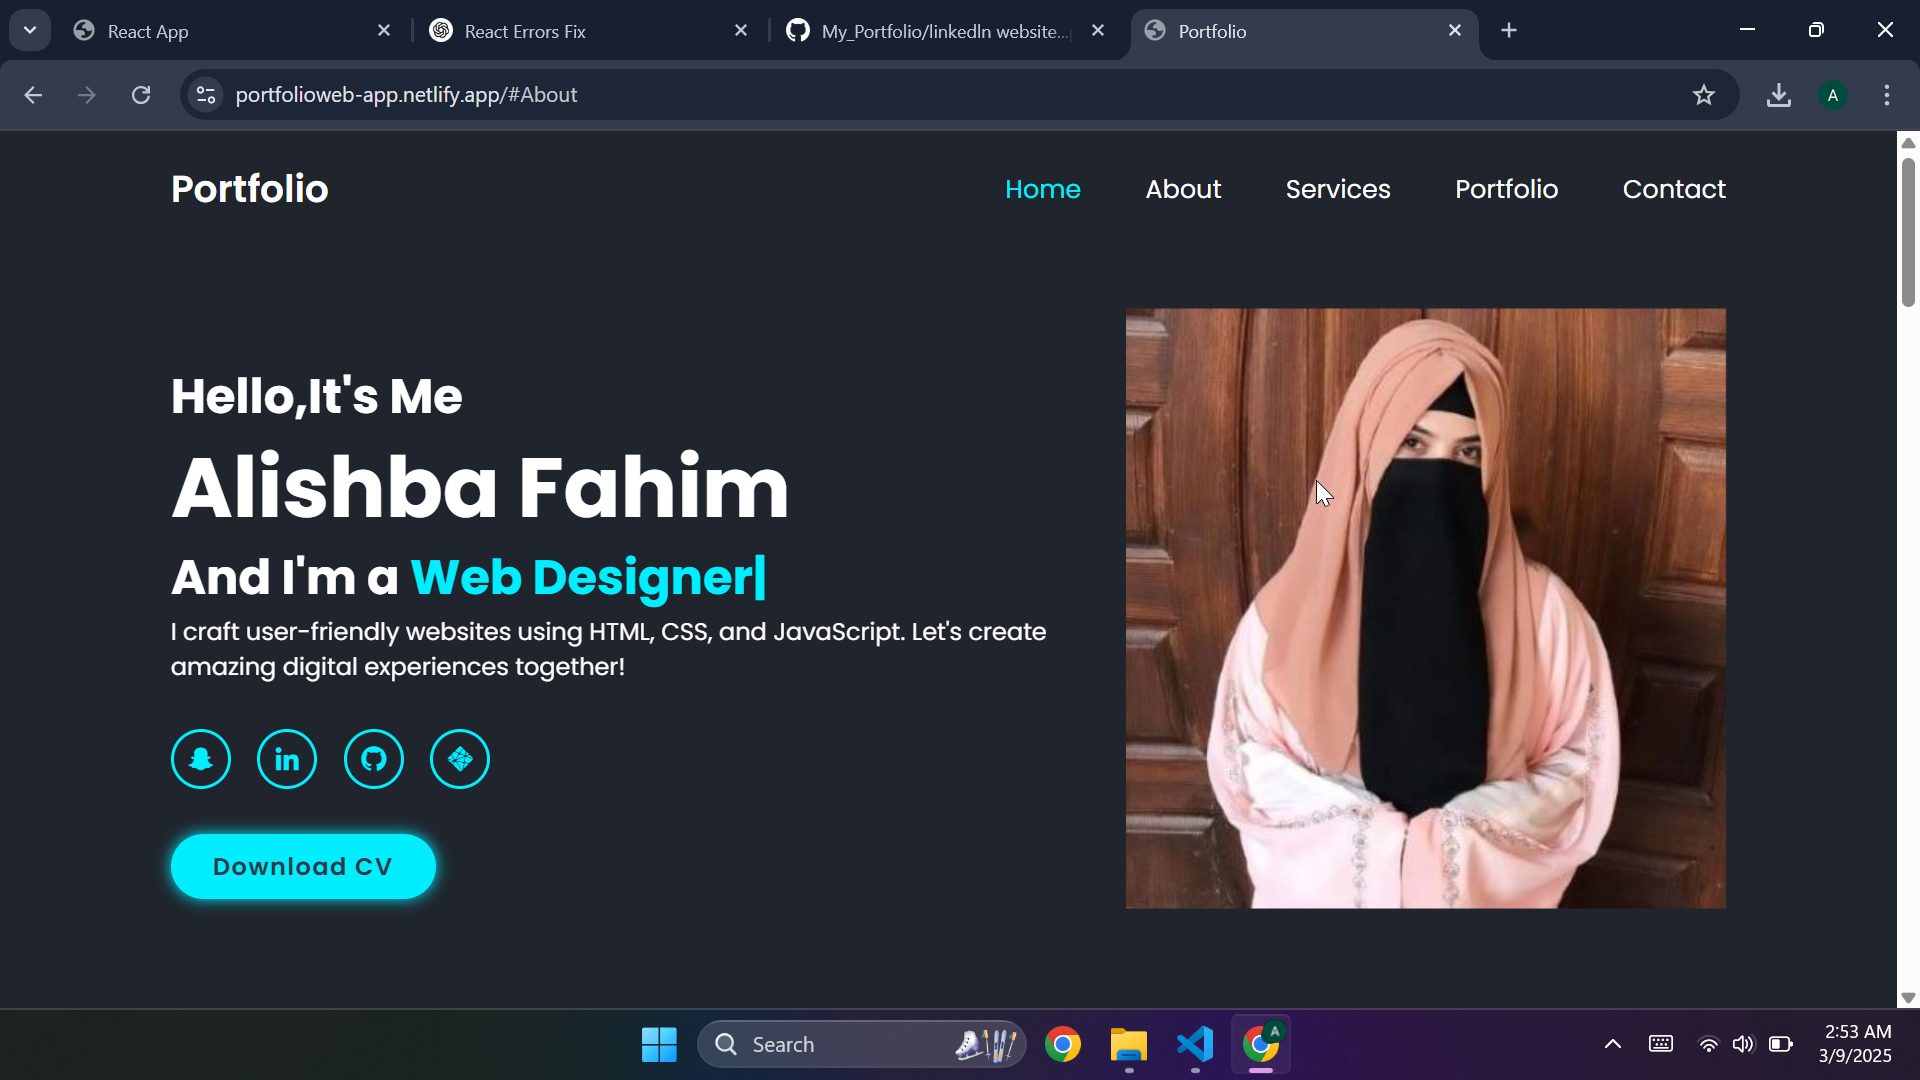 React App
React Errors Fix
My_Portfolio/linkedln website...
Portfolio
portfolioweb-app.netlify.app/#About
A
Portfolio
Home
About
Services
Portfolio
Contact
Hello,It's Me
Alishba Fahim
And I'm a Web Designer|
I craft user-friendly websites using HTML, CSS, and JavaScript. Let's create
amazing digital experiences together!
in
Download CV
Search
A
2:53 AM
3/9/2025